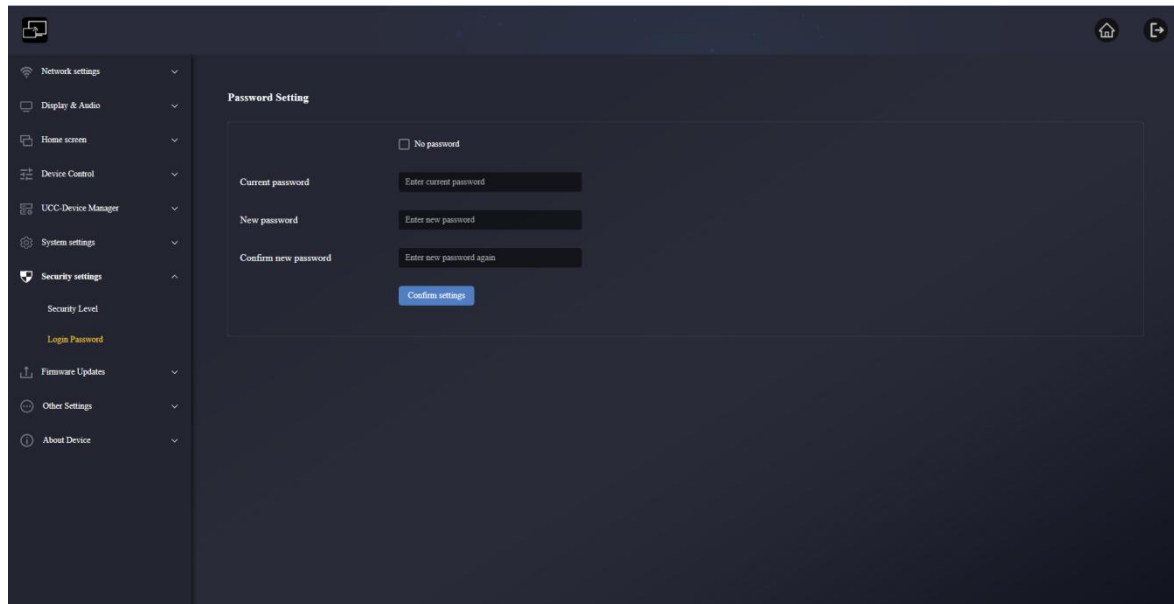 Network settings
Display & Audio
Home screen
Device Control
UCC-Device Manager
System settings
Security settings
Security Level
Login Password
Firmware Updates
Other Settings
About Device
Password Setting
No password
Current password
Enter current password
New password
Enter new password
Confirm new password
Enter new password again
Confirm settings